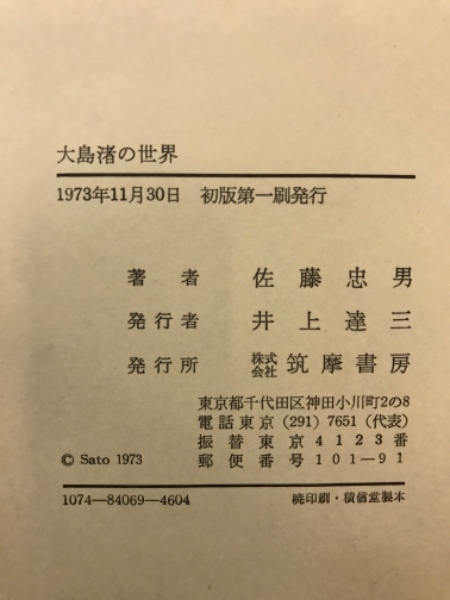 大島渚の世界
1973年11月30日 初版第一刷発行
著者 佐藤忠男
発行者 井上達三
発行所 株式会社 筑摩書房
東京都千代田区神田小川町2の8
電話東京(291)7651(代表)
振替東京4123番
郵便番号101―91
© Sato 1973
1074―84069―4604 暁印刷・積信堂製本